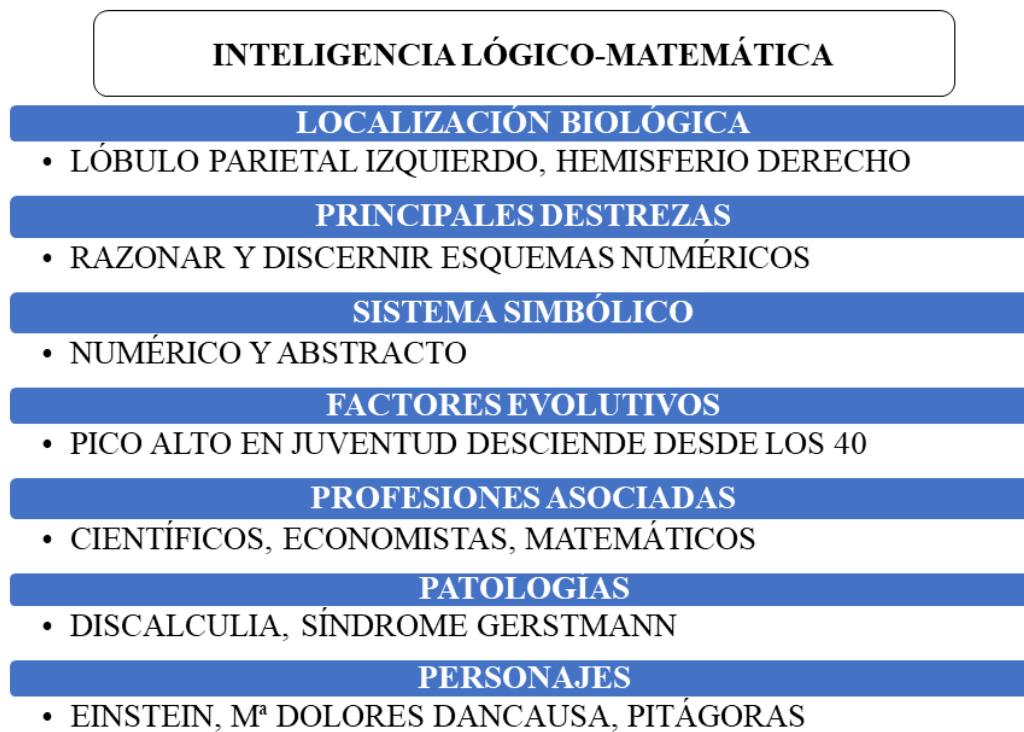 INTELIGENCIA LÓGICO-MATEMÁTICA
LOCALIZACIÓN BIOLÓGICA
• LÓBULO PARIETAL IZQUIERDO, HEMISFERIO DERECHO
PRINCIPALES DESTREZAS
• RAZONAR Y DISCERNIR ESQUEMAS NUMÉRICOS
SISTEMA SIMBÓLICO
• NUMÉRICO Y ABSTRACTO
FACTORES EVOLUTIVOS
• PICO ALTO EN JUVENTUD DESCIENDE DESDE LOS 40
PROFESIONES ASOCIADAS
• CIENTÍFICOS, ECONOMISTAS, MATEMÁTICOS
PATOLOGÍAS
• DISCALCULIA, SÍNDROME GERSTMANN
PERSONAJES
• EINSTEIN, Mª DOLORES DANCAUSA, PITÁGORAS